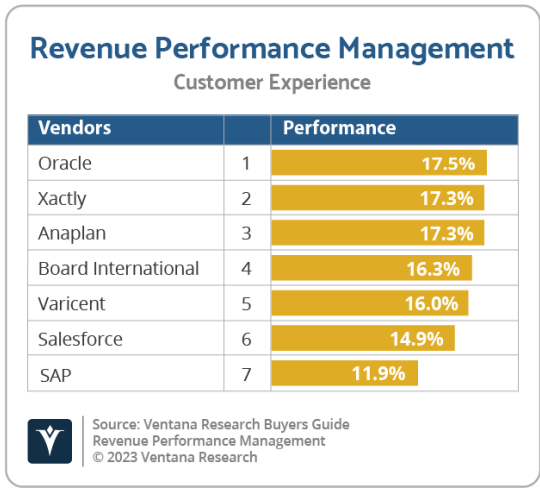 Revenue Performance Management
Customer Experience
Vendors Performance
Oracle 1 17.5%
Xactly 2 17.3%
Anaplan 3 17.3%
Board International 4 16.3%
Varicent 5 16.0%
Salesforce 6 14.9%
SAP 7 11.9%
Source: Ventana Research Buyers Guide
Revenue Performance Management
© 2023 Ventana Research